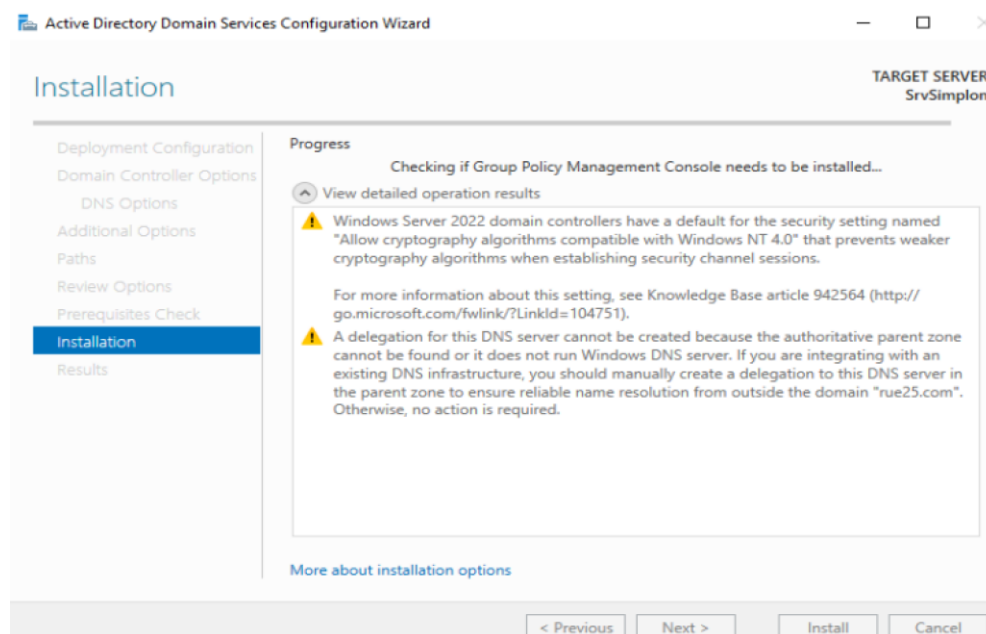 Active Directory Domain Services Configuration Wizard
Installation
TARGET SERVER
SrvSimplon
Deployment Configuration
Domain Controller Options
DNS Options
Additional Options
Paths
Review Options
Prerequisites Check
Installation
Results
Progress
Checking if Group Policy Management Console needs to be installed...
View detailed operation results
Windows Server 2022 domain controllers have a default for the security setting named
"Allow cryptography algorithms compatible with Windows NT 4.0" that prevents weaker
cryptography algorithms when establishing security channel sessions.
For more information about this setting, see Knowledge Base article 942564 (http://
go.microsoft.com/fwlink/?LinkId=104751).
A delegation for this DNS server cannot be created because the authoritative parent zone
cannot be found or it does not run Windows DNS server. If you are integrating with an
existing DNS infrastructure, you should manually create a delegation to this DNS server in
the parent zone to ensure reliable name resolution from outside the domain "rue25.com".
Otherwise, no action is required.
More about installation options
< Previous
Next >
Install
Cancel